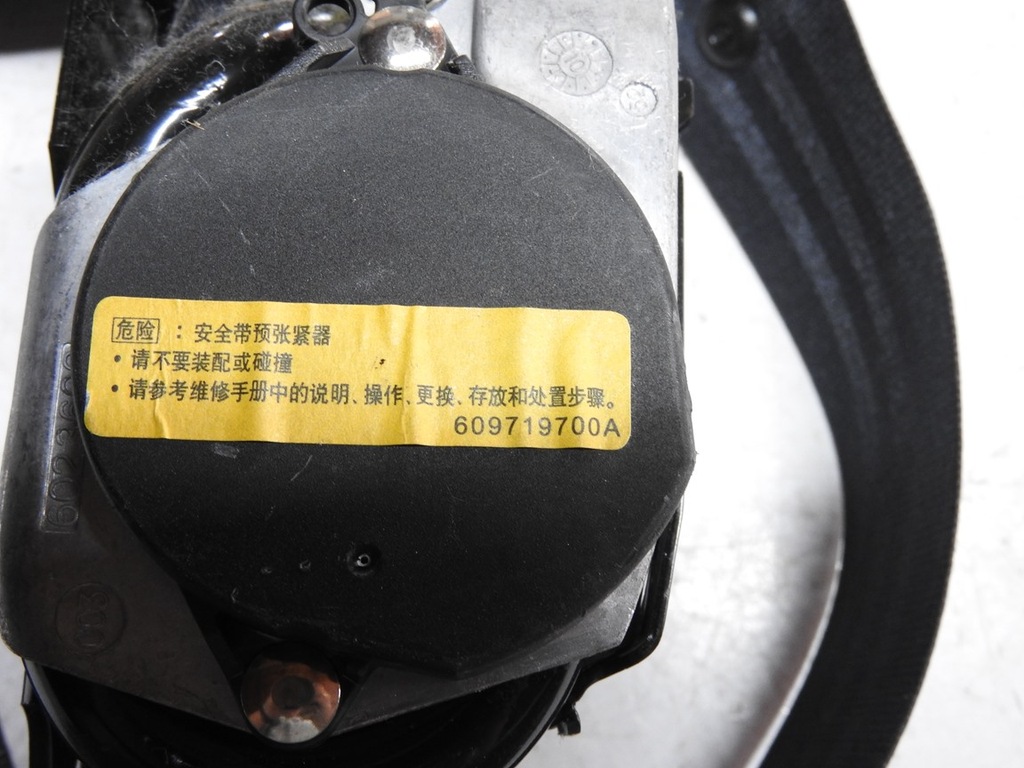 10
52
危险 : 安全带预张紧器
• 请不要装配或碰撞
• 请参考维修手册中的说明、操作、更换、存放和处置步骤。
609719700A